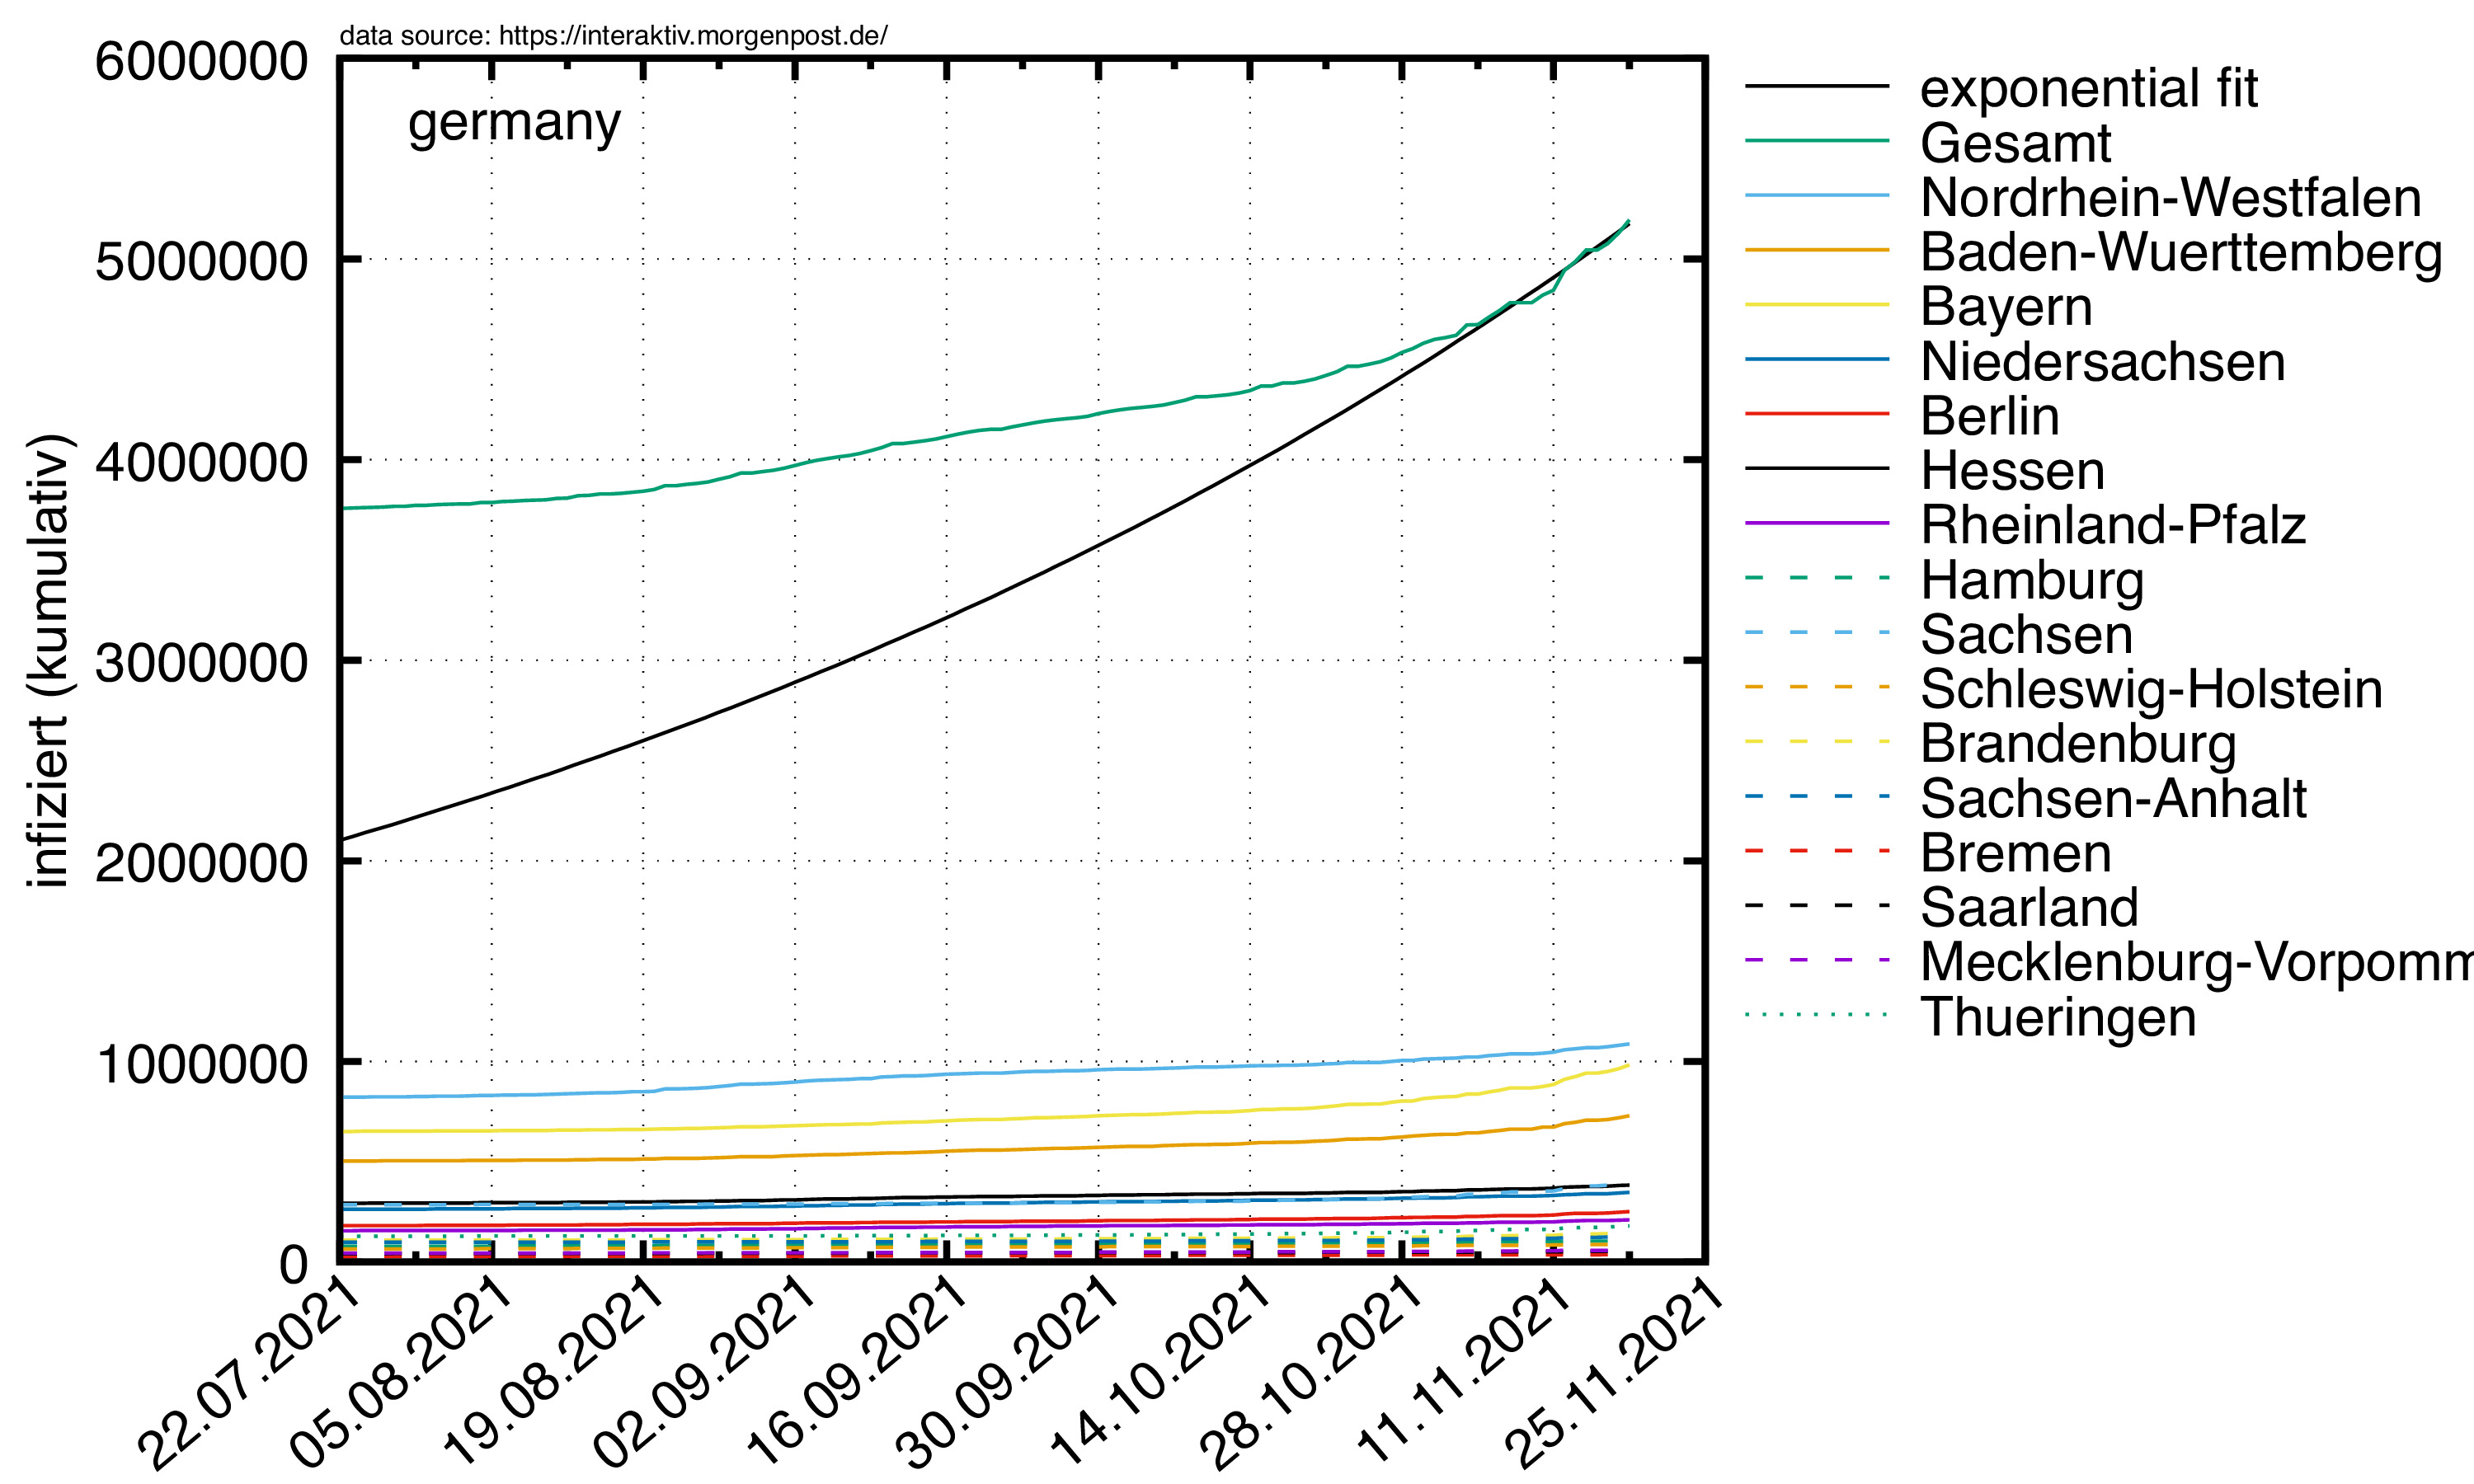 data source: https://interaktiv.morgenpost.de/
germany
infiziert (kumulativ)
6000000
5000000
4000000
3000000
2000000
1000000
0
22.07.2021
05.08.2021
19.08.2021
02.09.2021
16.09.2021
30.09.2021
14.10.2021
28.10.2021
11.11.2021
25.11.2021
exponential fit
Gesamt
Nordrhein-Westfalen
Baden-Wuerttemberg
Bayern
Niedersachsen
Berlin
Hessen
Rheinland-Pfalz
Hamburg
Sachsen
Schleswig-Holstein
Brandenburg
Sachsen-Anhalt
Bremen
Saarland
Mecklenburg-Vorpomm
Thueringen